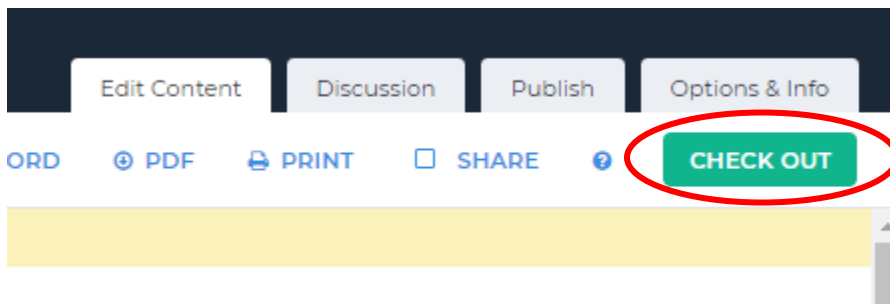 Edit Content Discussion Publish Options & Info
ORD PDF PRINT SHARE ? CHECK OUT